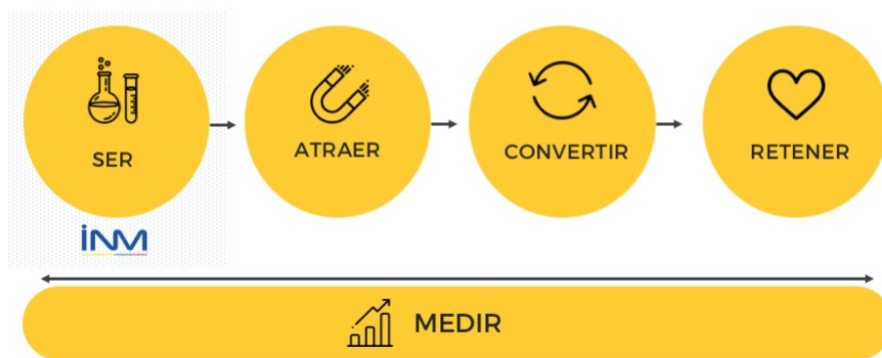 SER
ATRAER
CONVERTIR
RETENER
iNM
MEDIR